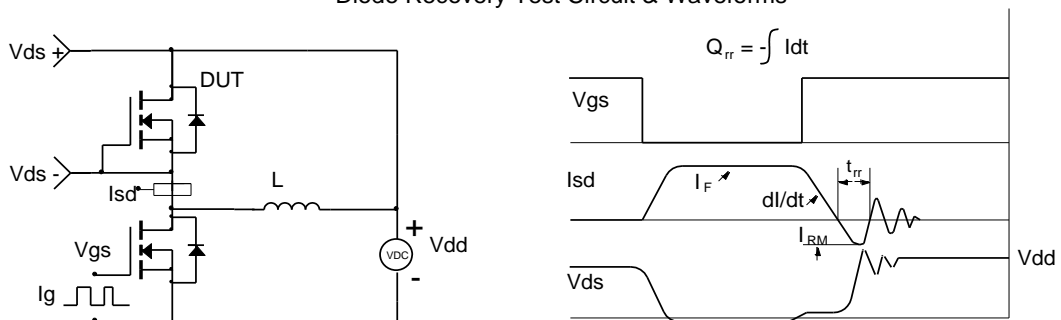 Diode Recovery Test Circuit & Waveforms
Vds +
DUT
Vds -
Isd
L
Vgs
Ig
+
VDC
-
Vdd
Qrr = -∫ Idt
Vgs
Isd
IF
dI/dt
trr
IRM
Vds
Vdd